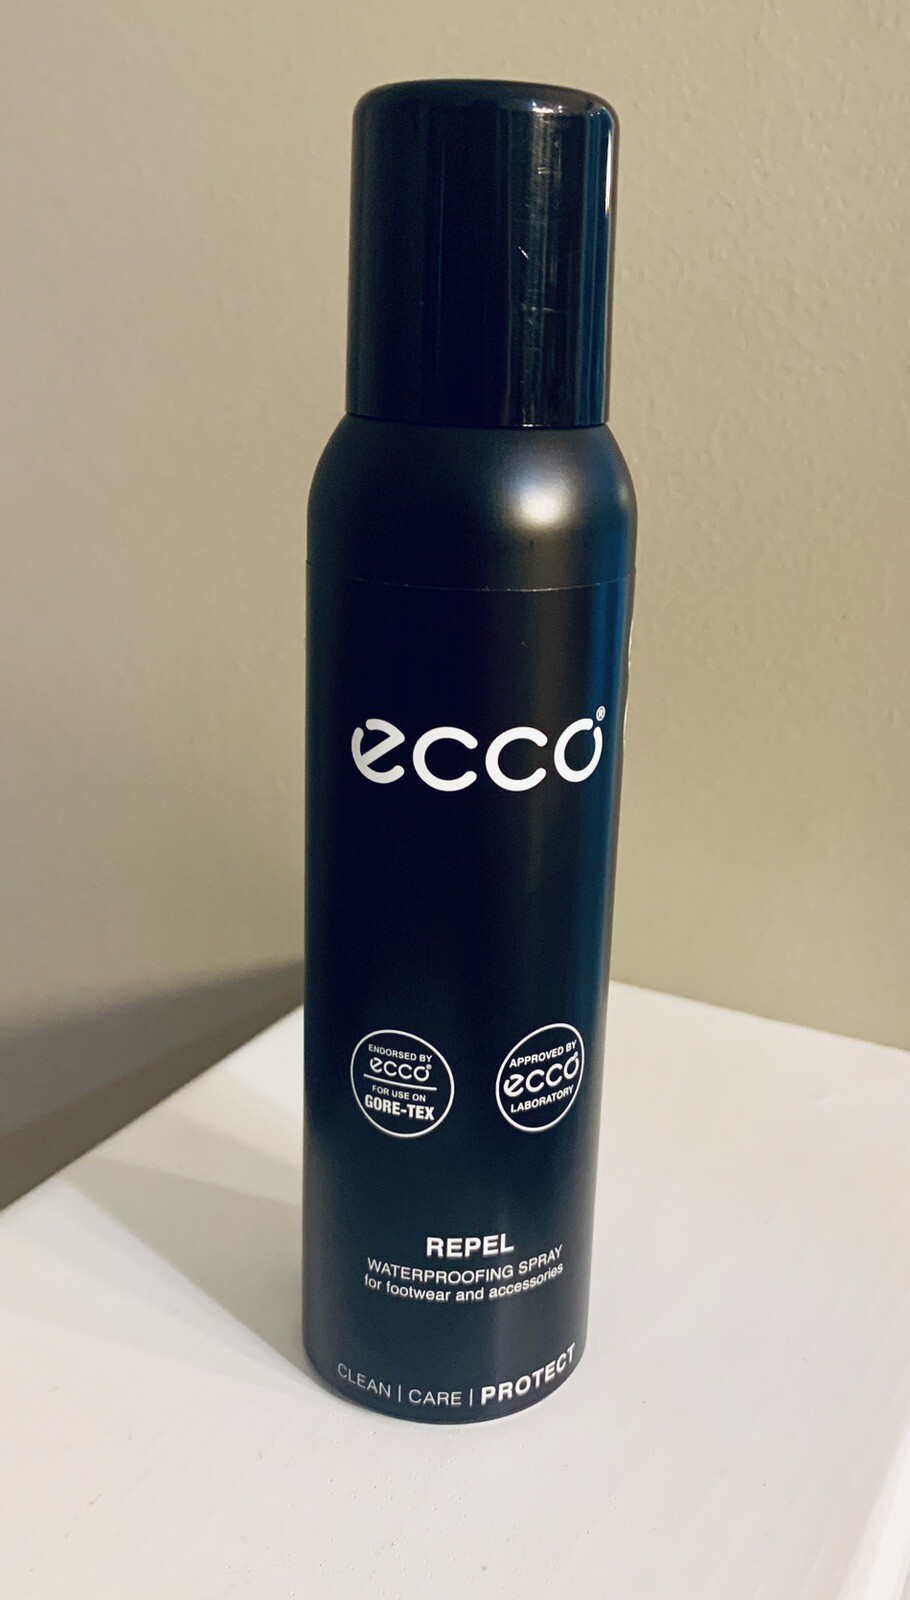 ecco®
ENDORSED BY
ecco®
FOR USE ON
GORE-TEX
APPROVED BY
ecco®
LABORATORY
REPEL
WATERPROOFING SPRAY
for footwear and accessories
CLEAN | CARE | PROTECT